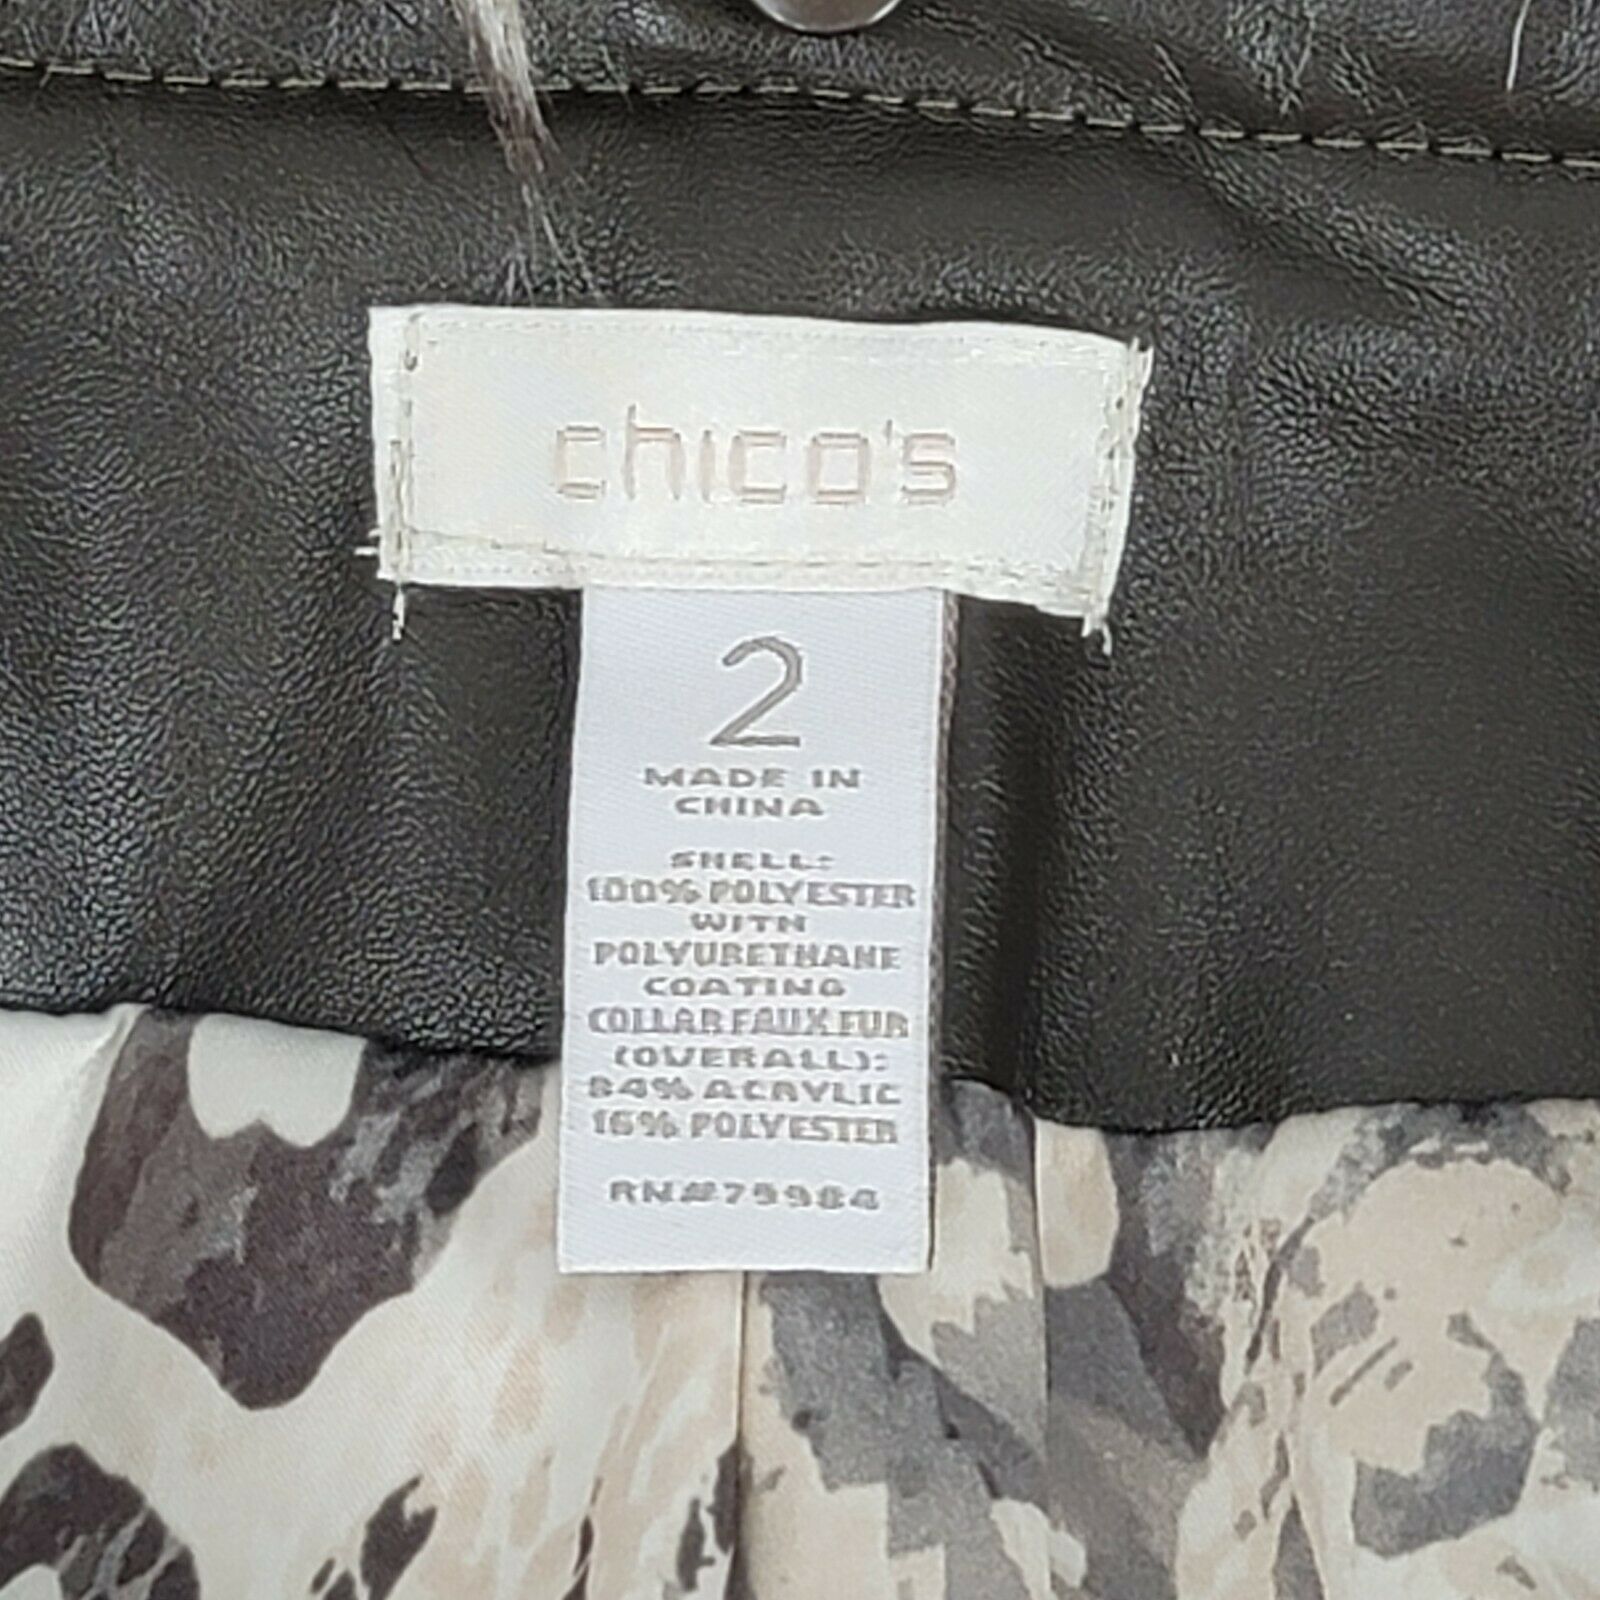 chico's
2
MADE IN
CHINA
SHELL:
100% POLYESTER
WITH
POLYURETHANE
COATING
COLLAR FAUX FUR
(OVERALL):
84% ACRYLIC
16% POLYESTER
RN#79984